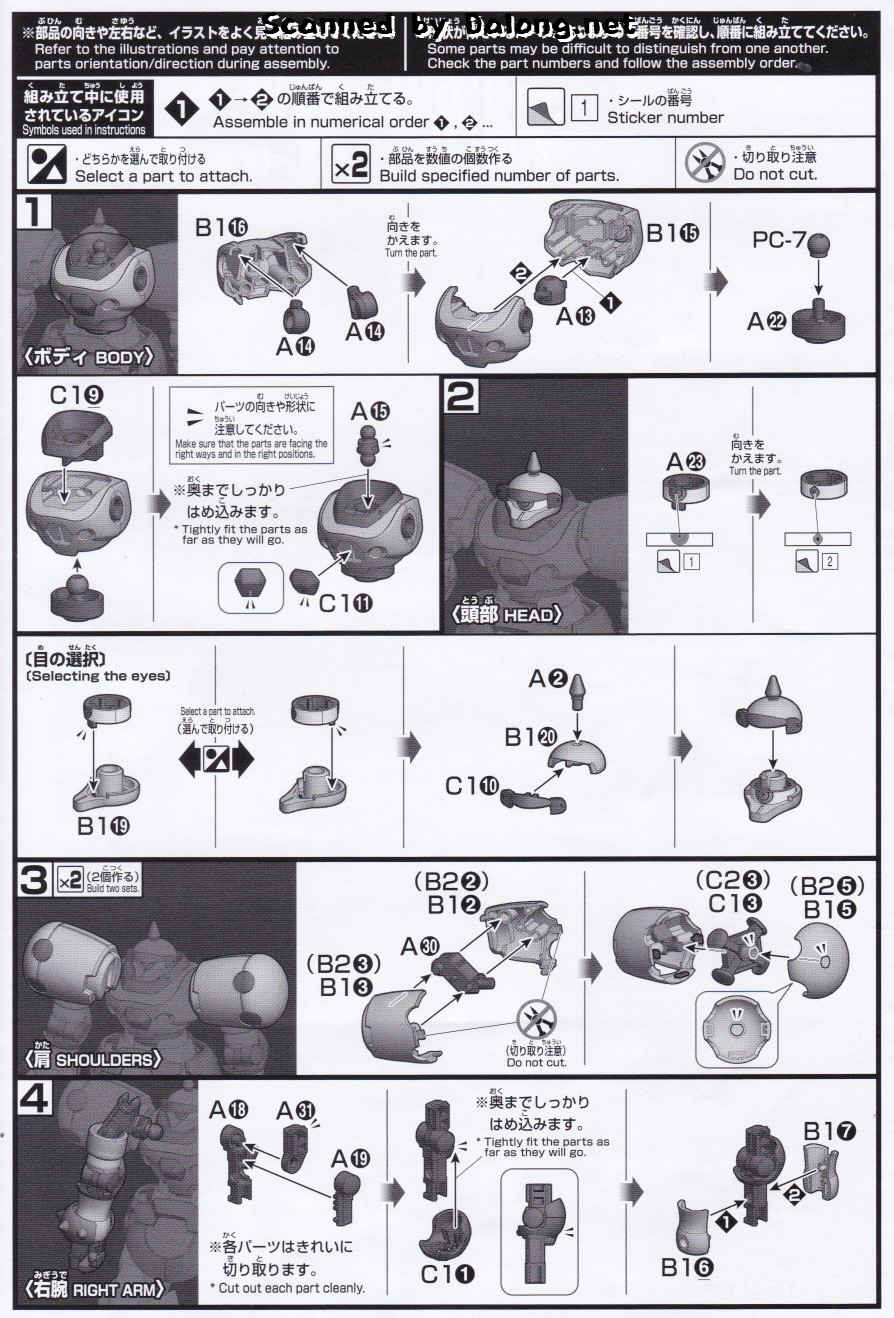 Scanned by Dalong.net
※部品の向きや左右など、イラストをよく見
Refer to the illustrations and pay attention to
parts orientation/direction during assembly.
番号を確認し、順番に組み立ててください。
Some parts may be difficult to distinguish from one another.
Check the part numbers and follow the assembly order.
組み立て中に使用
されているアイコン
Symbols used in instructions
1
1→2の順番で組み立てる。
Assemble in numerical order 1 , 2 ...
1
・シールの番号
Sticker number
・どちらかを選んで取り付ける
Select a part to attach.
×2
・部品を数値の個数作る
Build specified number of parts.
・切り取り注意
Do not cut.
1
〈ボディ BODY〉
B1⑯
A⑭
A⑭
向きを
かえます。
Turn the part.
B1⑮
2
1
A⑬
PC-7
A㉒
C1⑨
パーツの向きや形状に
注意してください。
Make sure that the parts are facing the
right ways and in the right positions.
A⑮
※奥までしっかり
はめ込みます。
* Tightly fit the parts as
far as they will go.
C1⑪
2
〈頭部 HEAD〉
A㉓
1
向きを
かえます。
Turn the part.
2
〔目の選択〕
(Selecting the eyes)
Select a part to attach.
(選んで取り付ける)
B1⑲
A②
B1⑳
C1⑩
3
×2
(2個作る)
Build two sets.
〈肩 SHOULDERS〉
(B2②)
B1②
A㉚
(B2③)
B1③
(切り取り注意)
Do not cut.
(C2③)
C1③
(B2⑤)
B1⑤
4
〈右腕 RIGHT ARM〉
A⑱
A㉛
A⑲
※各パーツはきれいに
切り取ります。
* Cut out each part cleanly.
※奥までしっかり
はめ込みます。
* Tightly fit the parts as
far as they will go.
C1①
B1⑦
1
2
B1⑥